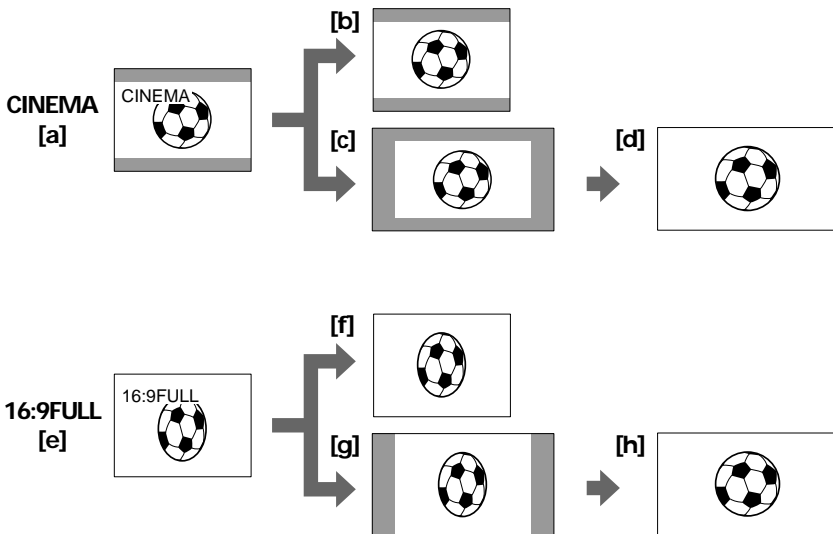 CINEMA
[a]
CINEMA
[b]
[c]
[d]
16:9FULL
[e]
16:9FULL
[f]
[g]
[h]